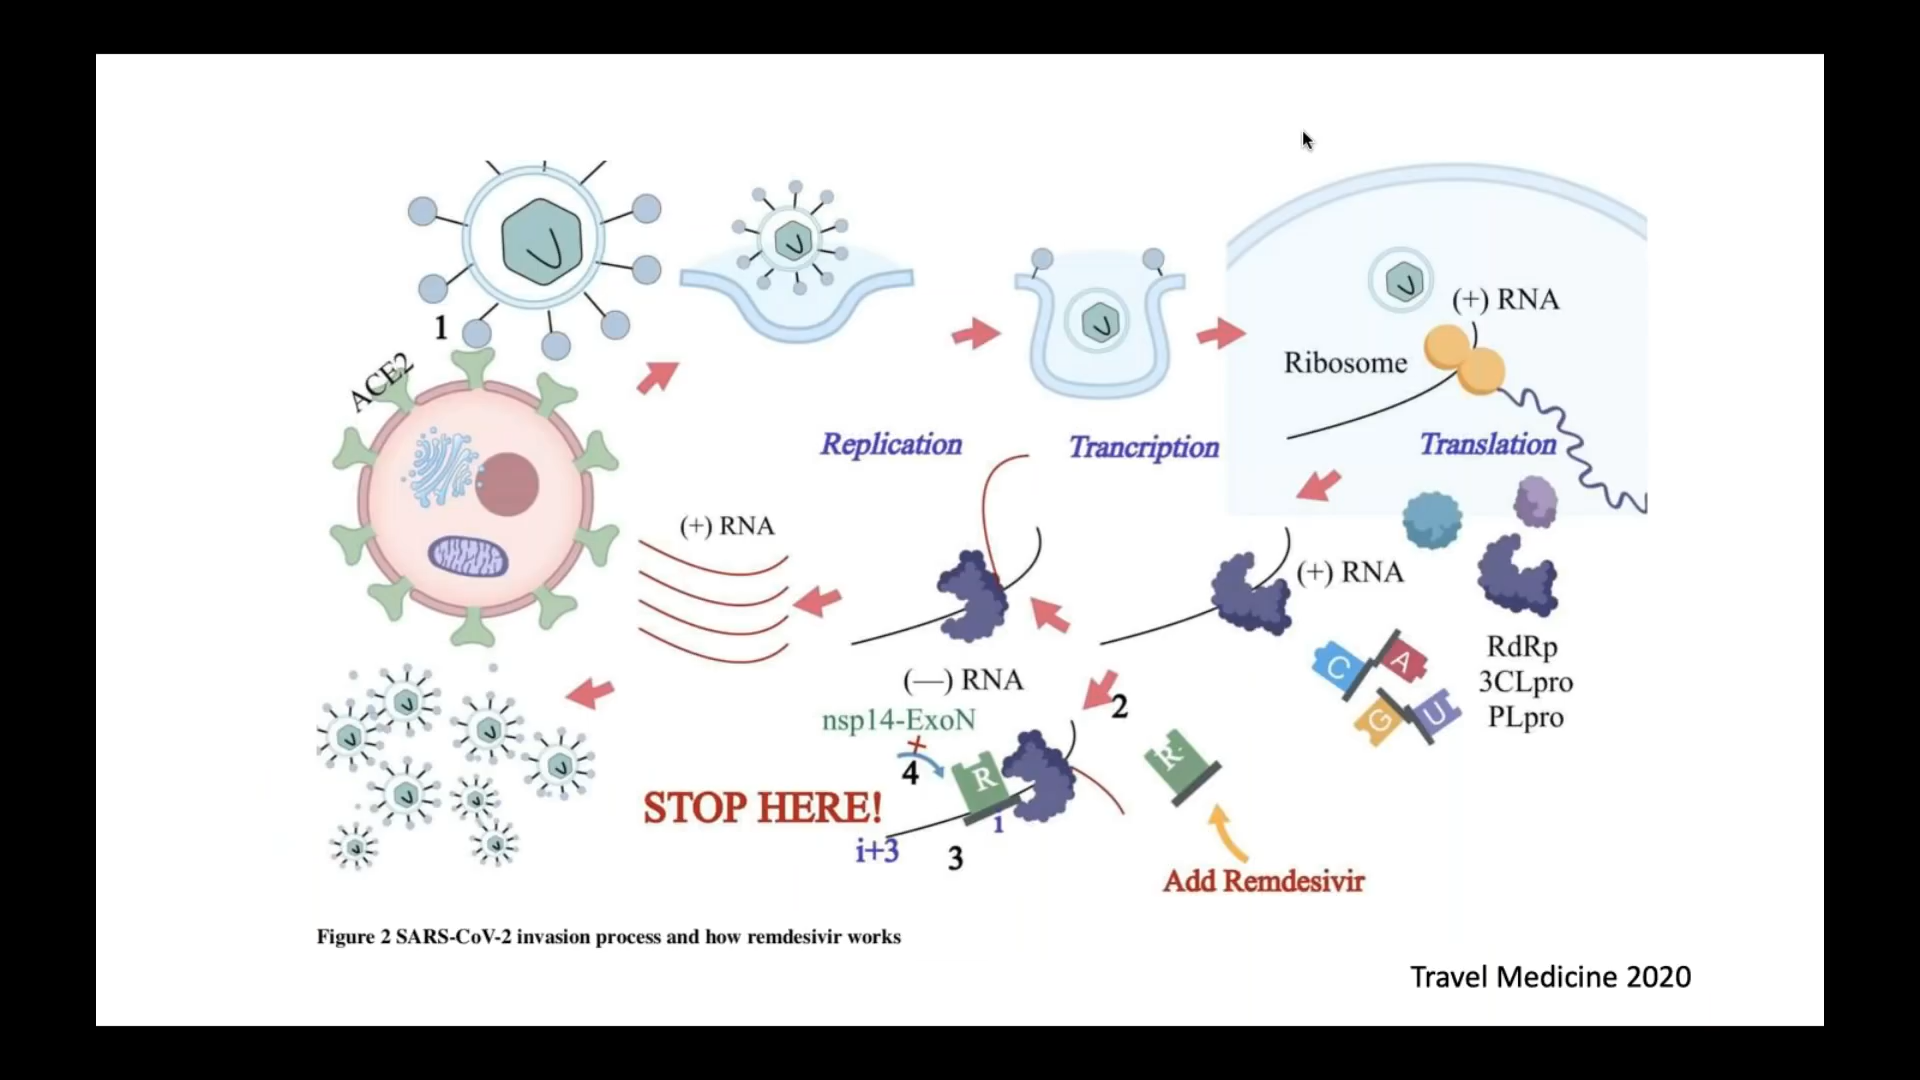 1
ACE2
(+) RNA
Ribosome
Replication
Trancription
Translation
(+) RNA
(+) RNA
C
A
G
U
RdRp
3CLpro
PLpro
(—) RNA
nsp14-ExoN
2
4
R
R
STOP HERE!
1
i+3
3
Add Remdesivir
Figure 2 SARS-CoV-2 invasion process and how remdesivir works
Travel Medicine 2020